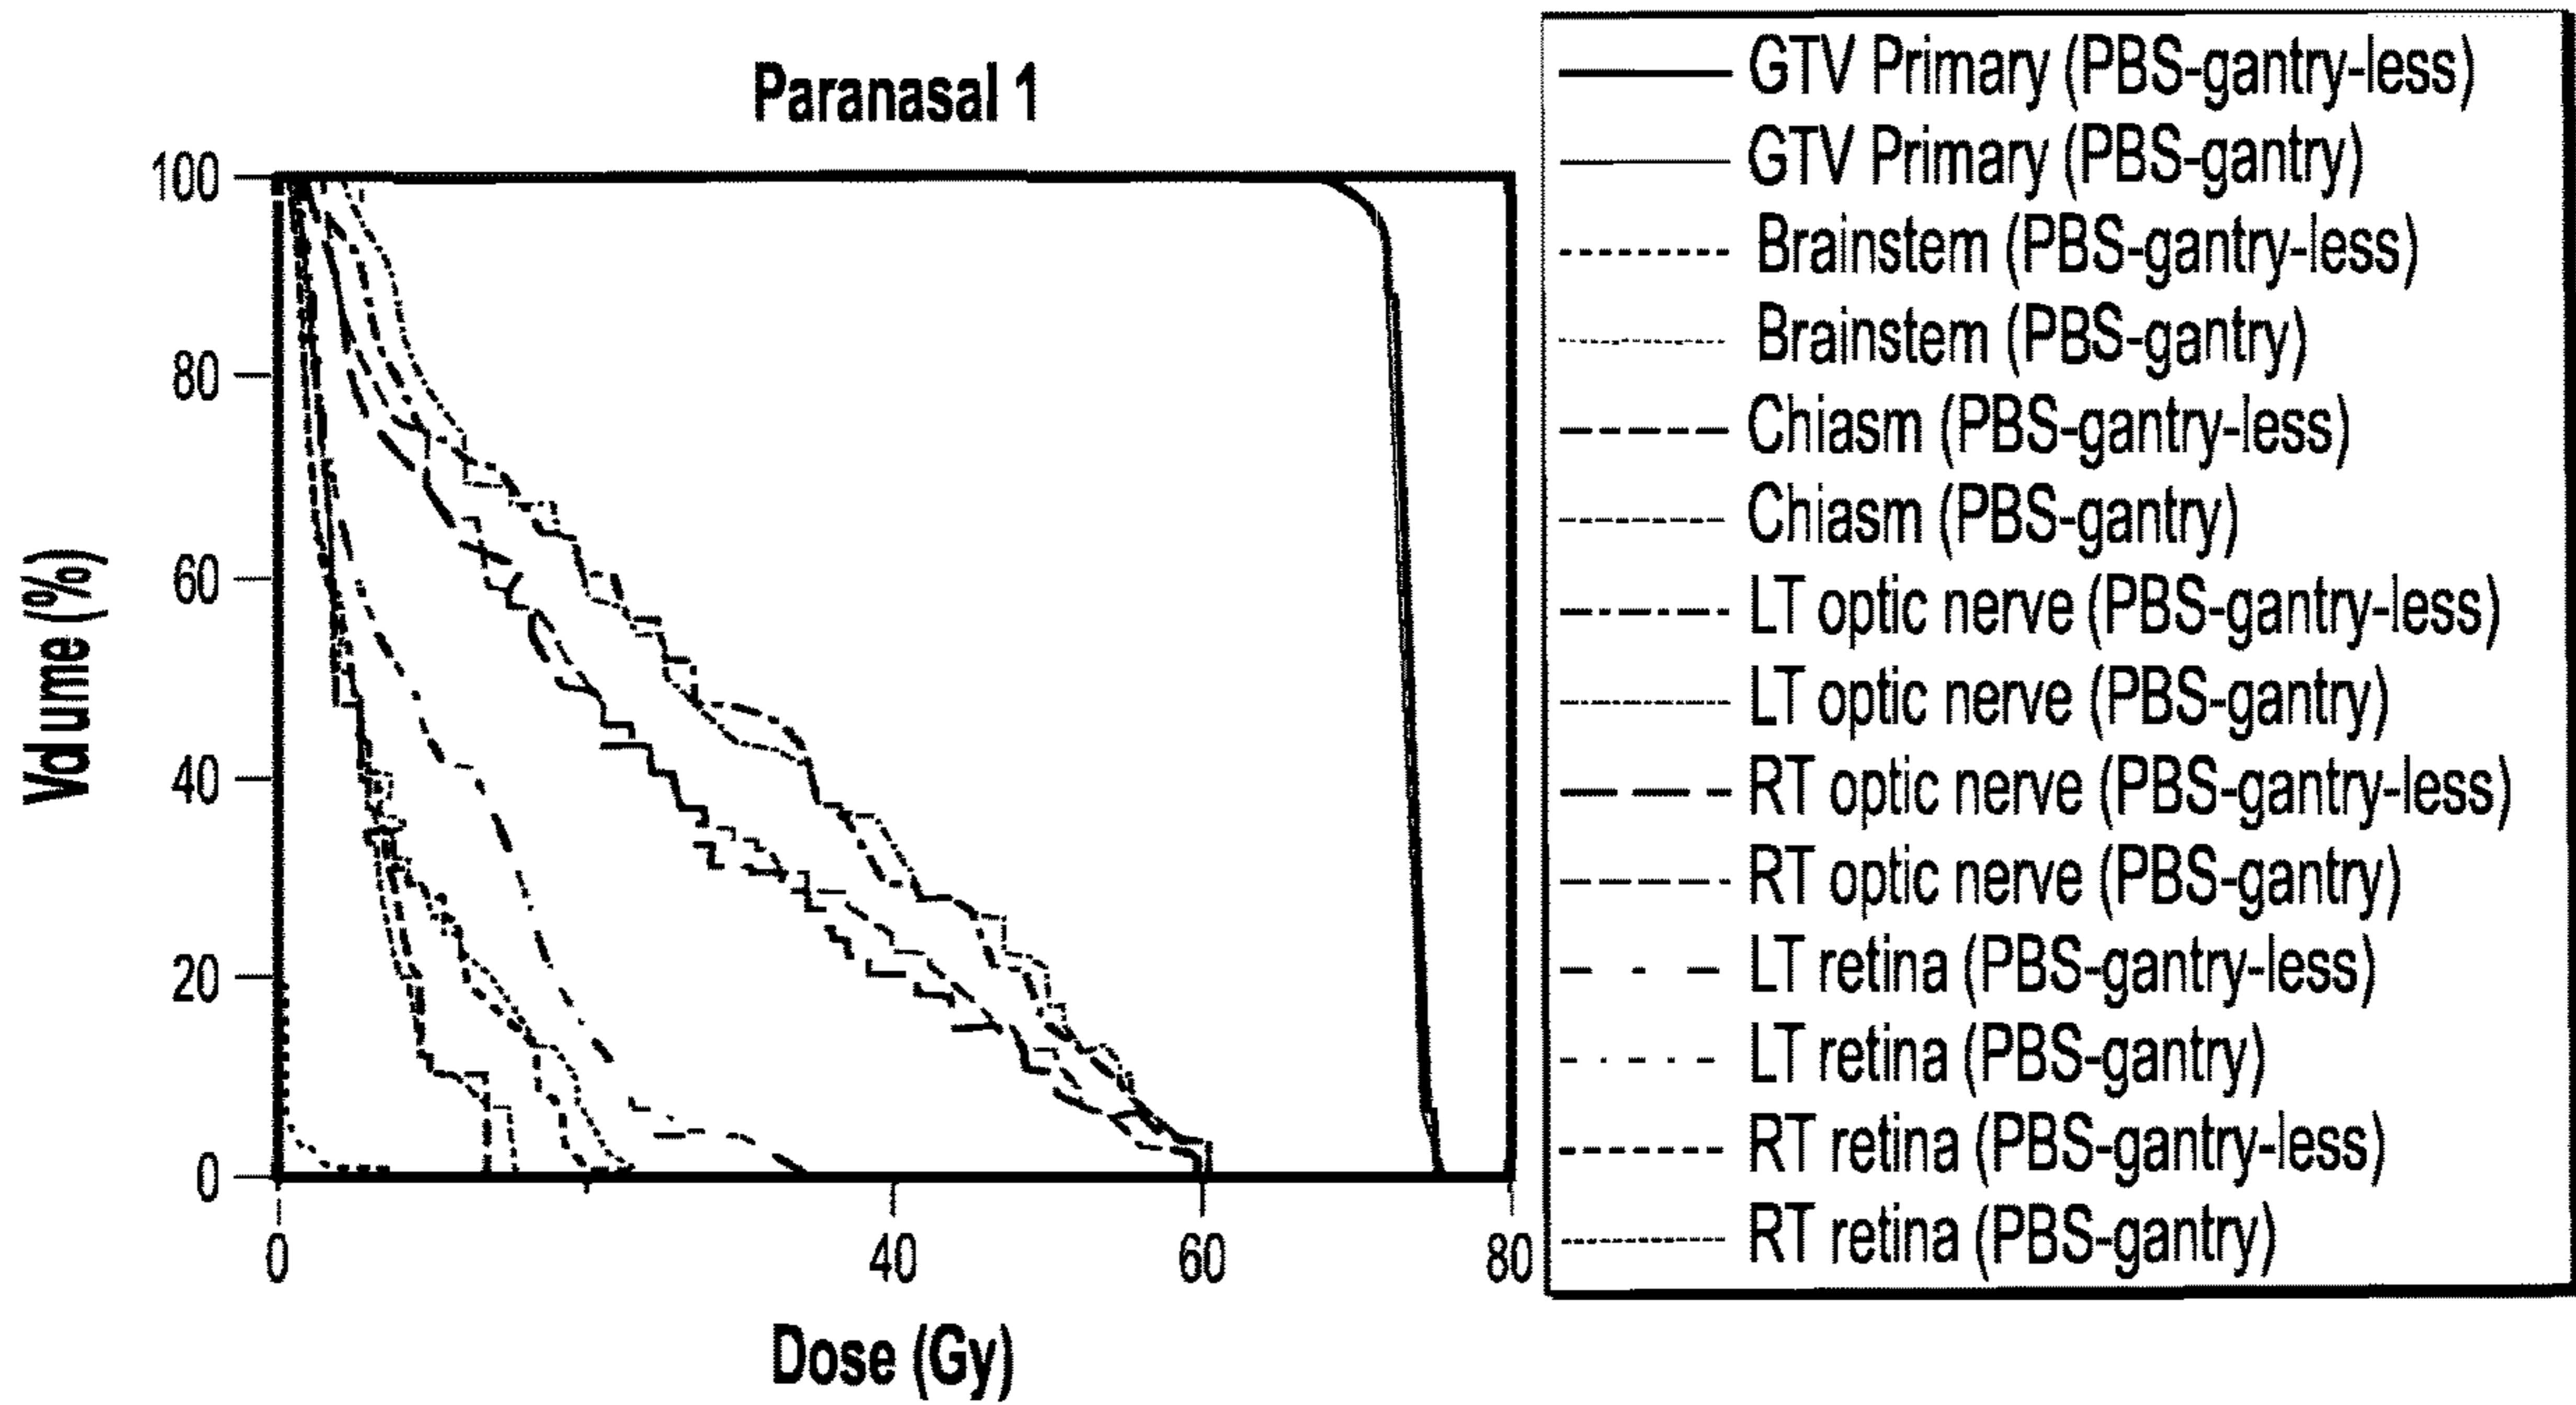 Paranasal 1
100
80
60
40
20
0
Volume (%)
0
40
60
80
Dose (Gy)
GTV Primary (PBS-gantry-less)
GTV Primary (PBS-gantry)
Brainstem (PBS-gantry-less)
Brainstem (PBS-gantry)
Chiasm (PBS-gantry-less)
Chiasm (PBS-gantry)
LT optic nerve (PBS-gantry-less)
LT optic nerve (PBS-gantry)
RT optic nerve (PBS-gantry-less)
RT optic nerve (PBS-gantry)
LT retina (PBS-gantry-less)
LT retina (PBS-gantry)
RT retina (PBS-gantry-less)
RT retina (PBS-gantry)